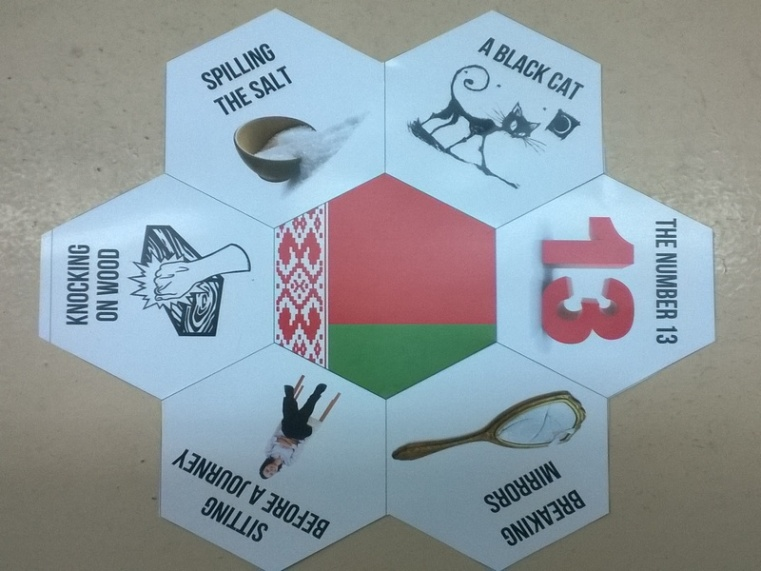 SPILLING
THE SALT
A BLACK CAT
THE NUMBER 13
13
BREAKING
MIRRORS
SITTING
BEFORE A JOURNEY
KNOCKING
ON WOOD